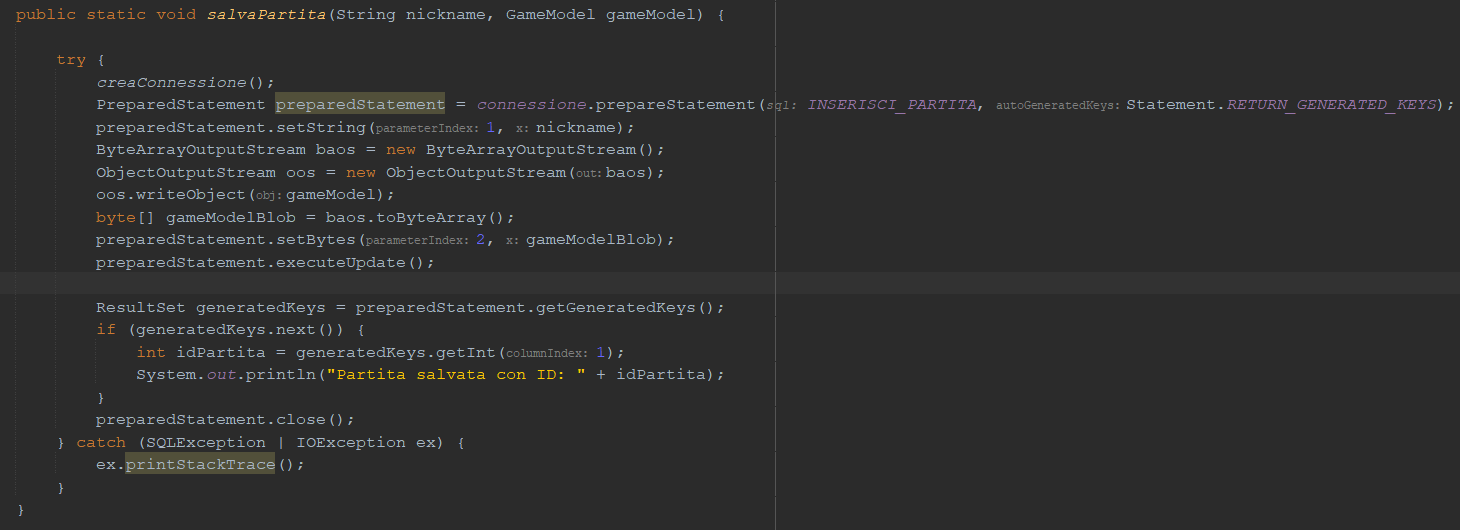 public static void salvaPartita(String nickname, GameModel gameModel) {
try {
creaConnessione();
PreparedStatement preparedStatement = connessione.prepareStatement(sql: INSERISCI_PARTITA, autoGeneratedKeys: Statement.RETURN_GENERATED_KEYS);
preparedStatement.setString(parameterIndex: 1, x: nickname);
ByteArrayOutputStream baos = new ByteArrayOutputStream();
ObjectOutputStream oos = new ObjectOutputStream(out: baos);
oos.writeObject(obj: gameModel);
byte[] gameModelBlob = baos.toByteArray();
preparedStatement.setBytes(parameterIndex: 2, x: gameModelBlob);
preparedStatement.executeUpdate();
ResultSet generatedKeys = preparedStatement.getGeneratedKeys();
if (generatedKeys.next()) {
int idPartita = generatedKeys.getInt(columnIndex: 1);
System.out.println("Partita salvata con ID: " + idPartita);
}
preparedStatement.close();
} catch (SQLException | IOException ex) {
ex.printStackTrace();
}
}